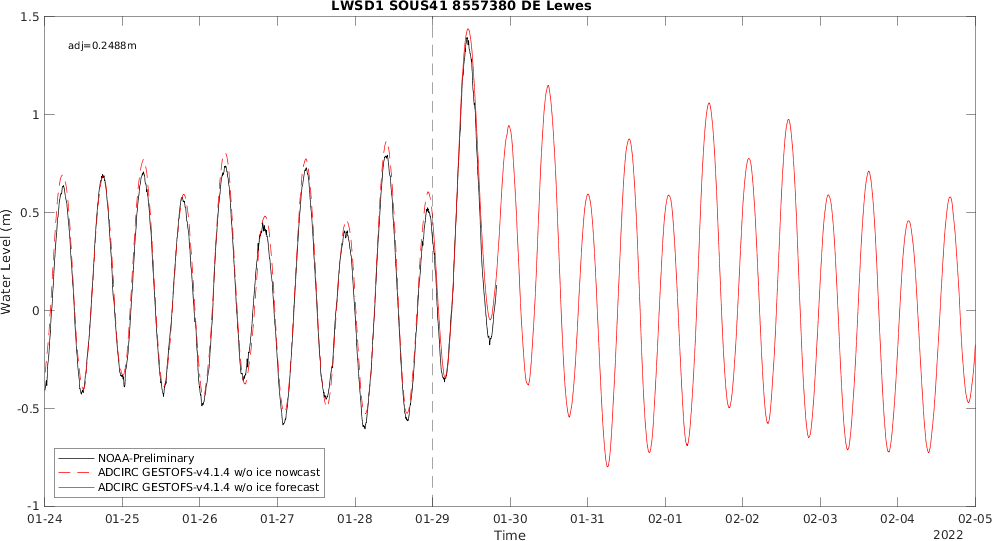 LWSD1 SOUS41 8557380 DE Lewes
adj=0.2488m
1.5
1
0.5
0
-0.5
-1
Water Level (m)
NOAA-Preliminary
ADCIRC GESTOFS-v4.1.4 w/o ice nowcast
ADCIRC GESTOFS-v4.1.4 w/o ice forecast
01-24 01-25 01-26 01-27 01-28 01-29 01-30 01-31 02-01 02-02 02-03 02-04 02-05
Time
2022